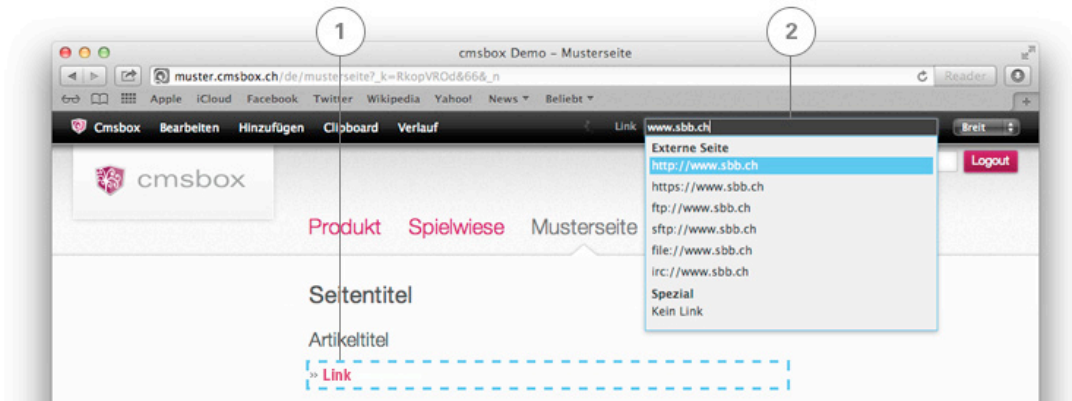 1
2
cmsbox Demo – Musterseite
muster.cmsbox.ch/de/musterseite?_k=RkopVROd&66&_n
Reader
Apple iCloud Facebook Twitter Wikipedia Yahoo! News Beliebt
Cmsbox Bearbeiten Hinzufügen Clipboard Verlauf Link www.sbb.ch Breit
Externe Seite
http://www.sbb.ch
https://www.sbb.ch
ftp://www.sbb.ch
sftp://www.sbb.ch
file://www.sbb.ch
irc://www.sbb.ch
Spezial
Kein Link
Logout
cmsbox
Produkt Spielwiese Musterseite
Seitentitel
Artikeltitel
» Link